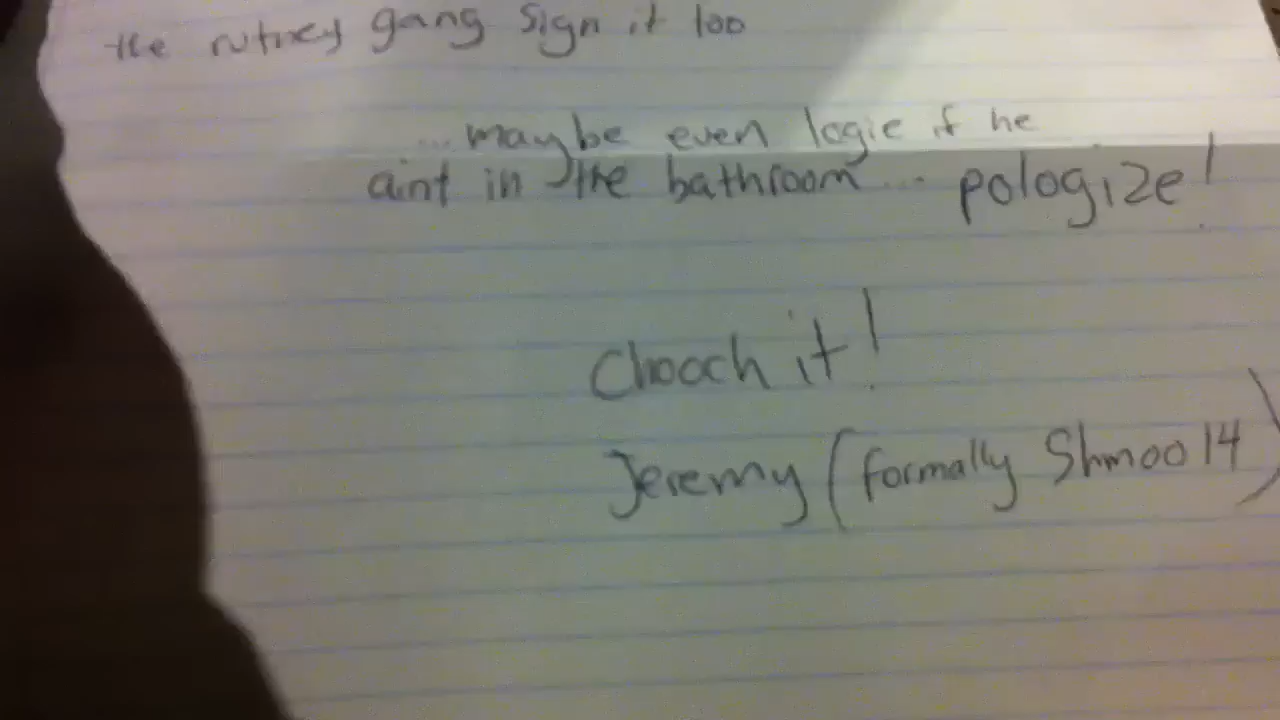 the rutney gang sign it too
...maybe even logie if he
aint in the bathroom... pologize!
Chooch it!
Jeremy (formally Shmoo14)